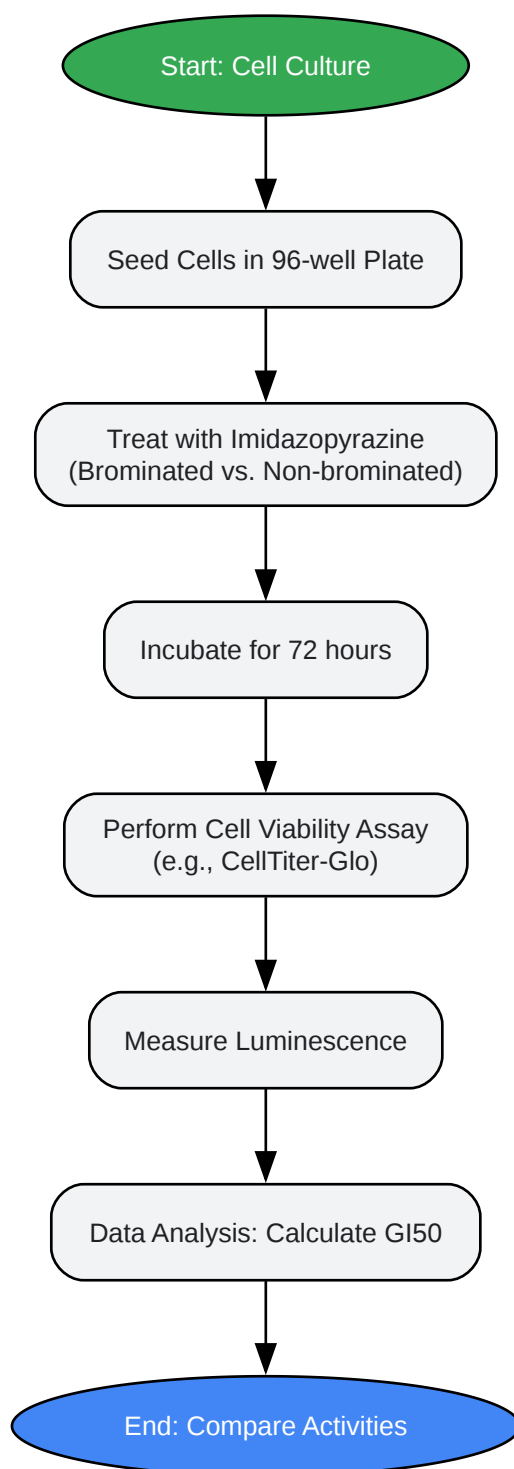 Start: Cell Culture
Seed Cells in 96-well Plate
Treat with Imidazopyrazine
(Brominated vs. Non-brominated)
Incubate for 72 hours
Perform Cell Viability Assay
(e.g., CellTiter-Glo)
Measure Luminescence
Data Analysis: Calculate GI50
End: Compare Activities